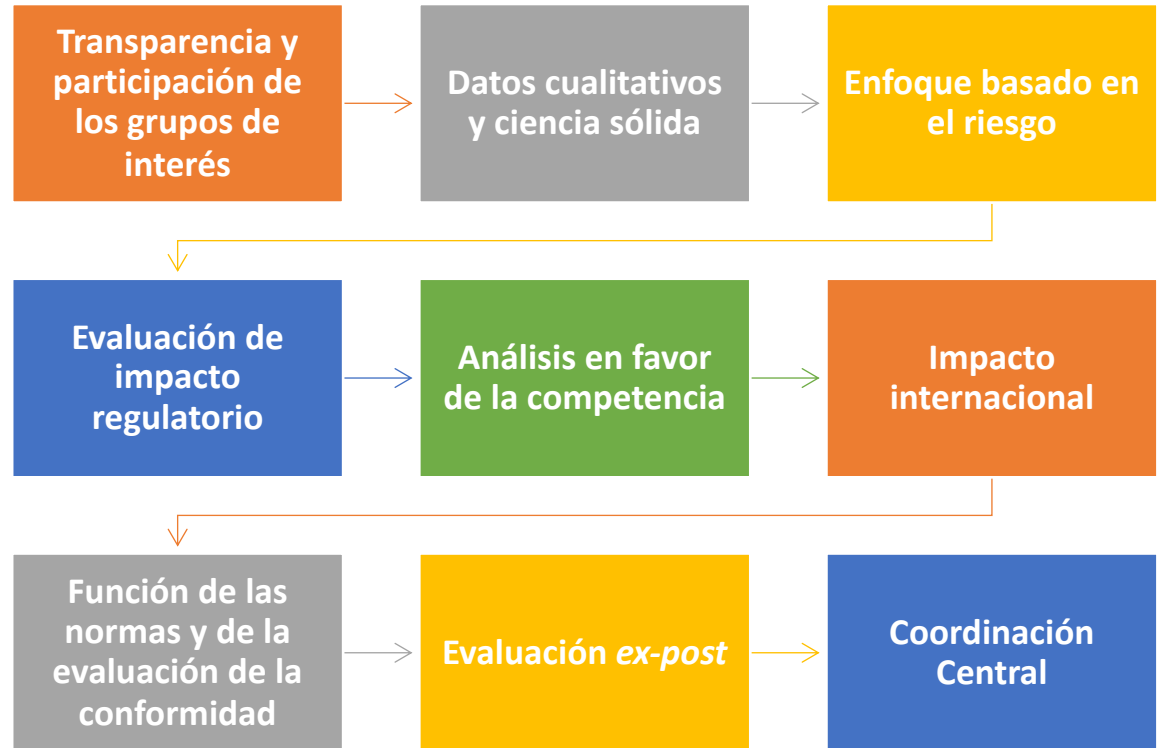 Transparencia y
participación de
los grupos de
interés
Datos cualitativos
y ciencia sólida
Enfoque basado en
el riesgo
Evaluación de
impacto
regulatorio
Análisis en favor
de la competencia
Impacto
internacional
Función de las
normas y de la
evaluación de la
conformidad
Evaluación ex-post
Coordinación
Central